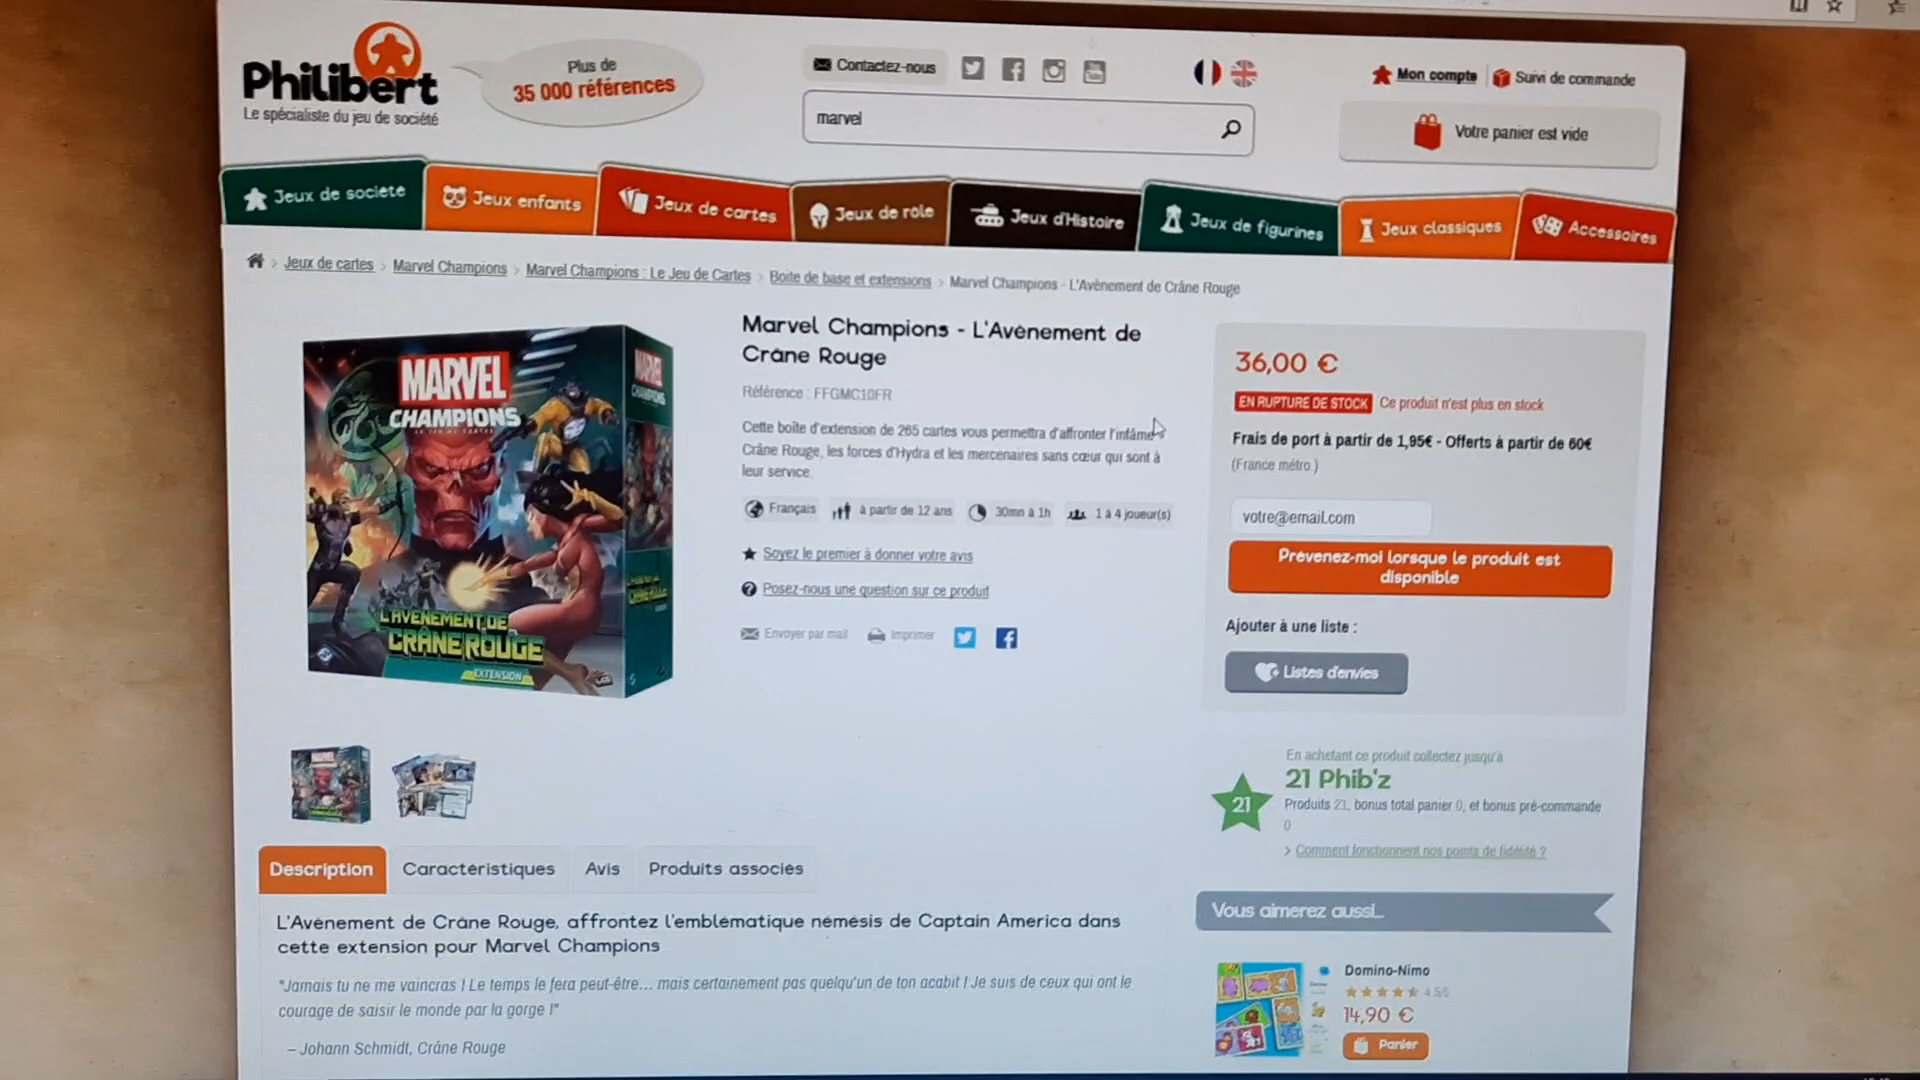 Philibert
Le spécialiste du jeu de société
Plus de
35 000 références
Contactez-nous
marvel
Mon compte
Suivi de commande
Votre panier est vide
Jeux de société
Jeux enfants
Jeux de cartes
Jeux de rôle
Jeux d'Histoire
Jeux de figurines
Jeux classiques
Accessoires
> Jeux de cartes > Marvel Champions > Marvel Champions : Le Jeu de Cartes > Boite de base et extensions > Marvel Champions - L'Avènement de Crâne Rouge
MARVEL
CHAMPIONS
LE JEU DE CARTES
L'AVÈNEMENT DE
CRÂNE ROUGE
EXTENSION
MARVEL
CHAMPIONS
Marvel Champions - L'Avènement de
Crâne Rouge
Référence : FFGMC10FR
Cette boîte d'extension de 265 cartes vous permettra d'affronter l'infâme
Crâne Rouge, les forces d'Hydra et les mercenaires sans cœur qui sont à
leur service.
Français
à partir de 12 ans
30mn à 1h
1 à 4 joueur(s)
Soyez le premier à donner votre avis
Posez-nous une question sur ce produit
Envoyer par mail
Imprimer
36,00 €
EN RUPTURE DE STOCK Ce produit n'est plus en stock
Frais de port à partir de 1,95€ - Offerts à partir de 60€
(France métro.)
votre@email.com
Prévenez-moi lorsque le produit est
disponible
Ajouter à une liste :
Listes d'envies
En achetant ce produit collectez jusqu'à
21 Phib'z
21
Produits 21, bonus total panier 0, et bonus pré-commande
0
> Comment fonctionnent nos points de fidélité ?
Description
Caractéristiques
Avis
Produits associés
L'Avènement de Crâne Rouge, affrontez l'emblématique némésis de Captain America dans
cette extension pour Marvel Champions
"Jamais tu ne me vaincras ! Le temps le fera peut-être... mais certainement pas quelqu'un de ton acabit ! Je suis de ceux qui ont le
courage de saisir le monde par la gorge !"
– Johann Schmidt, Crâne Rouge
Vous aimerez aussi...
Domino-Nimo
4.5/5
14,90 €
Panier